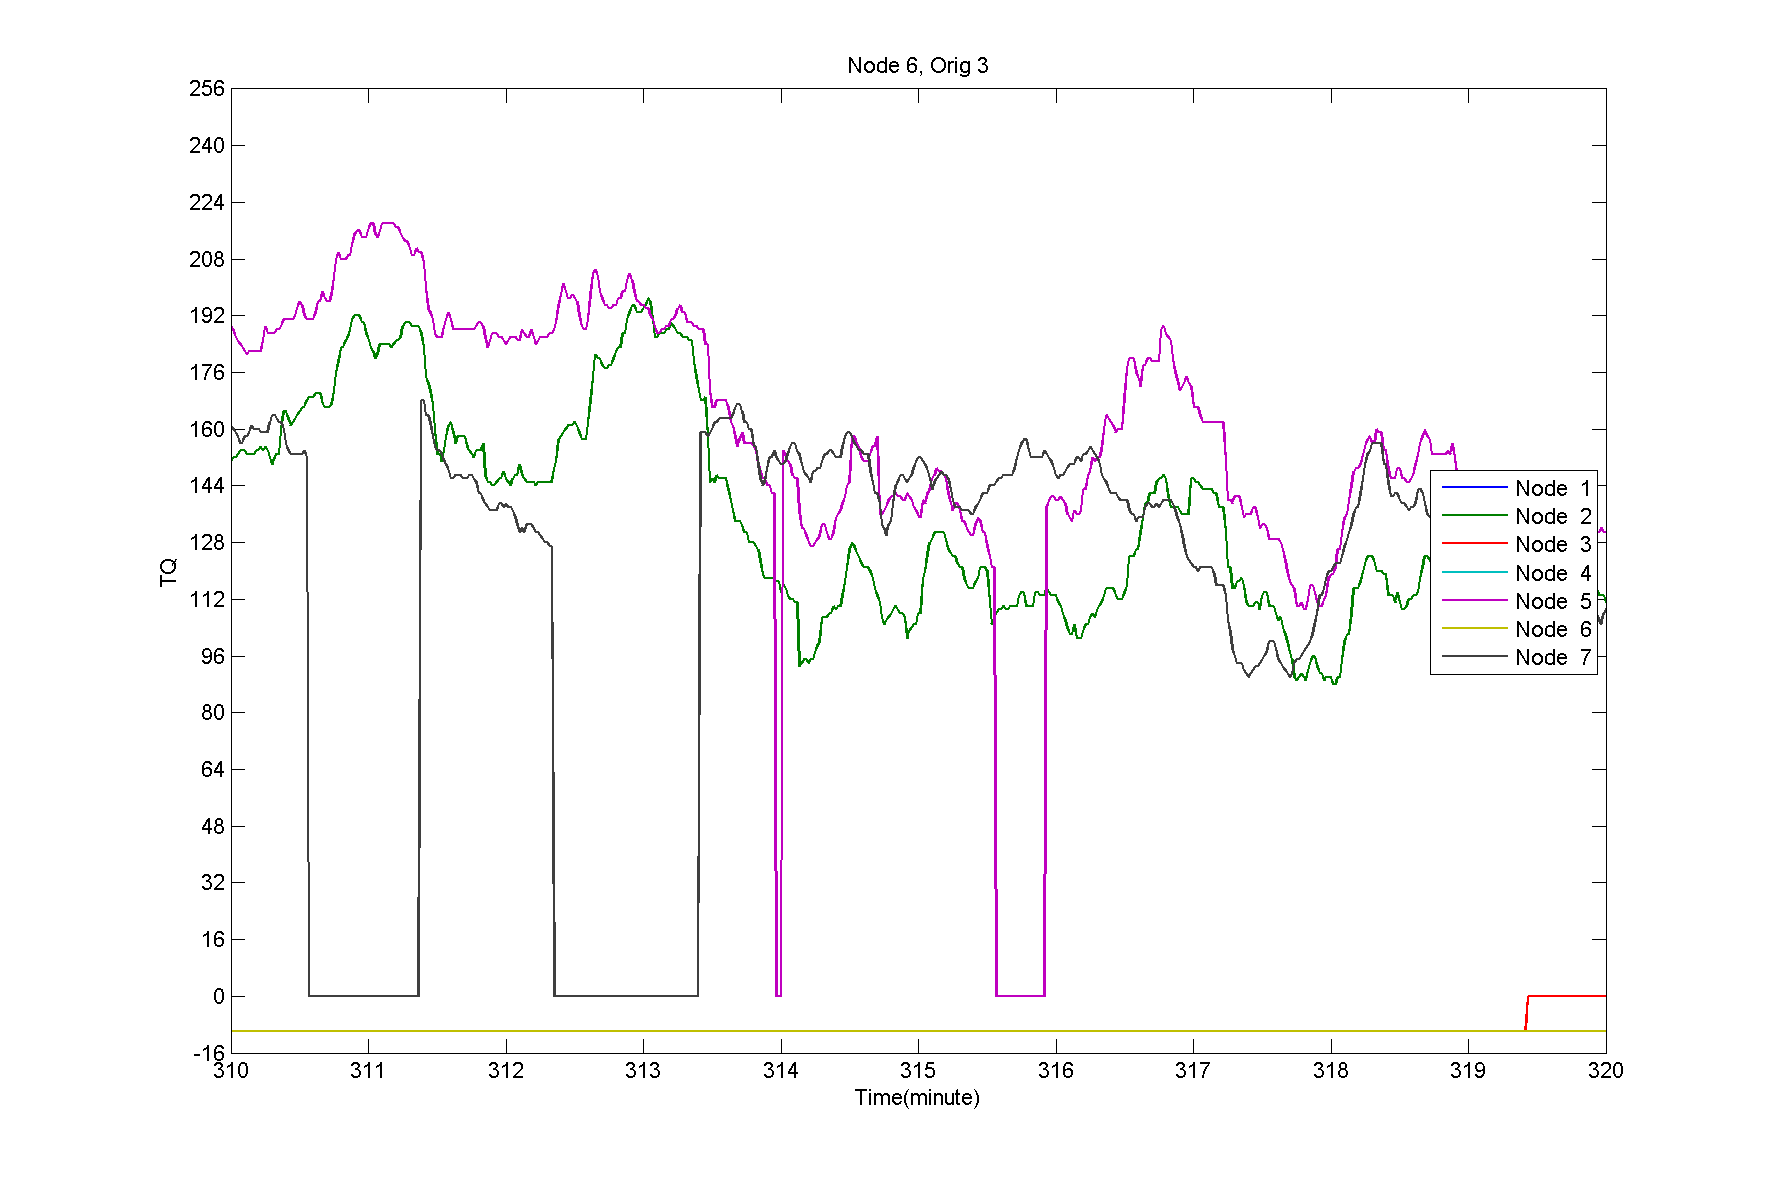 Node 6, Orig 3
256
240
224
208
192
176
160
144
128
112
96
80
64
48
32
16
0
-16
TQ
Node 1
Node 2
Node 3
Node 4
Node 5
Node 6
Node 7
310 311 312 313 314 315 316 317 318 319 320
Time(minute)